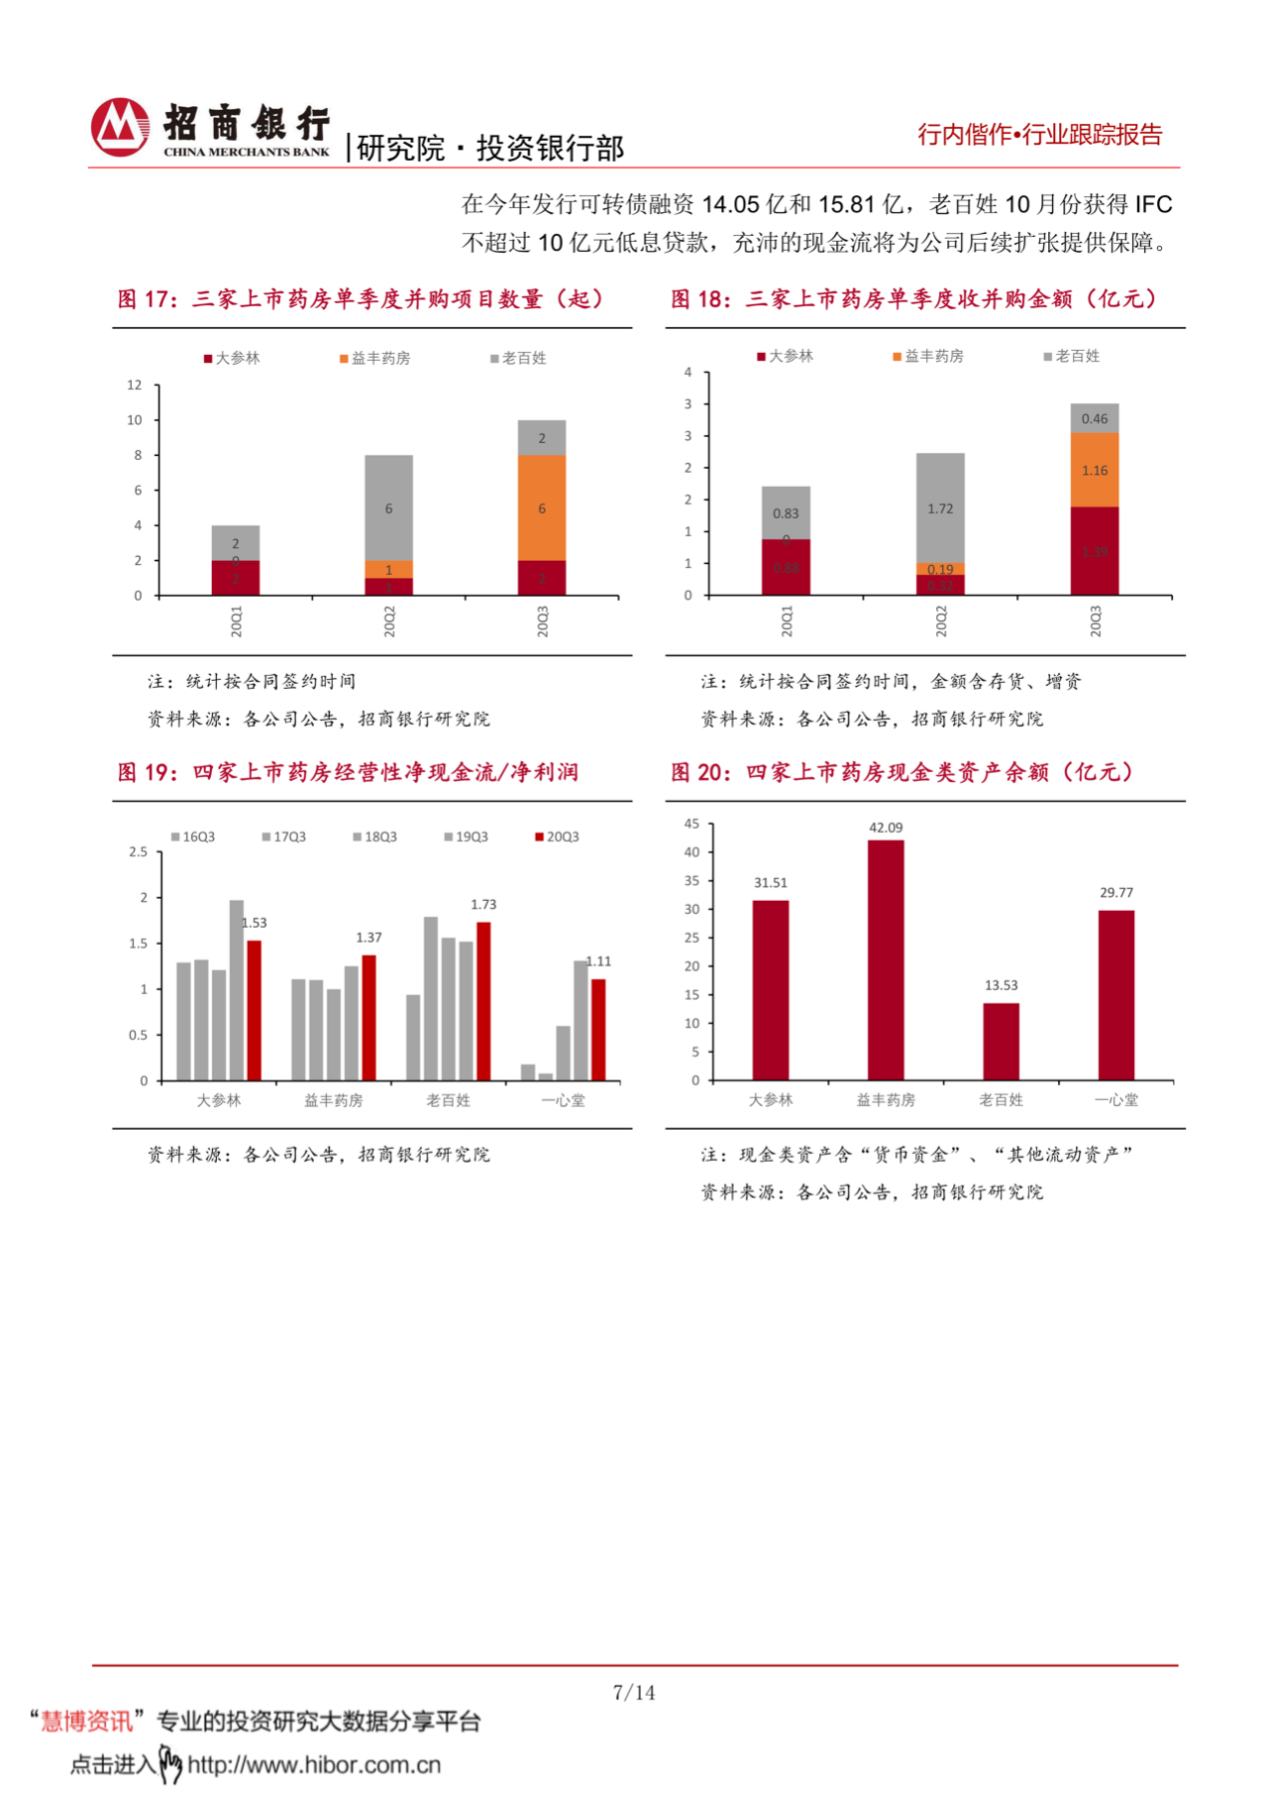 招商银行
CHINA MERCHANTS BANK
研究院·投资银行部
行内偕作•行业跟踪报告
在今年发行可转债融资 14.05 亿和 15.81 亿，老百姓 10 月份获得 IFC
不超过 10 亿元低息贷款，充沛的现金流将为公司后续扩张提供保障。
图 17：三家上市药房单季度并购项目数量（起）
大参林 益丰药房 老百姓
12
10
8
6
4
2
0
2
0
2
6
1
1
2
6
2
20Q1 20Q2 20Q3
注：统计按合同签约时间
资料来源：各公司公告，招商银行研究院
图 18：三家上市药房单季度收并购金额（亿元）
大参林 益丰药房 老百姓
4
3
3
2
2
1
1
0
0.83
0
0.88
1.72
0.19
0.32
0.46
1.16
1.39
20Q1 20Q2 20Q3
注：统计按合同签约时间，金额含存货、增资
资料来源：各公司公告，招商银行研究院
图 19：四家上市药房经营性净现金流/净利润
16Q3 17Q3 18Q3 19Q3 20Q3
2.5
2
1.5
1
0.5
0
1.53
1.37
1.73
1.11
大参林 益丰药房 老百姓 一心堂
资料来源：各公司公告，招商银行研究院
图 20：四家上市药房现金类资产余额（亿元）
45
40
35
30
25
20
15
10
5
0
31.51
42.09
13.53
29.77
大参林 益丰药房 老百姓 一心堂
注：现金类资产含“货币资金”、“其他流动资产”
资料来源：各公司公告，招商银行研究院
7/14
“慧博资讯”专业的投资研究大数据分享平台
点击进入 http://www.hibor.com.cn